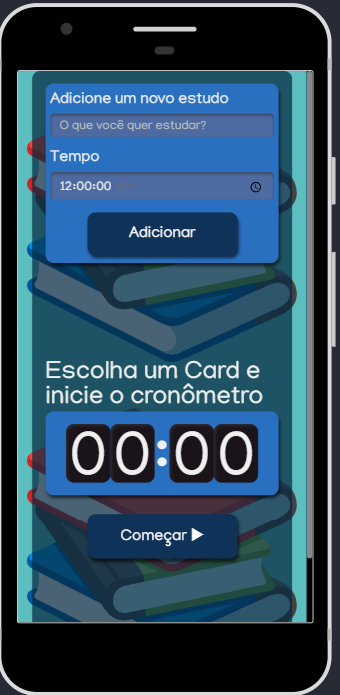 Adicione um novo estudo
O que você quer estudar?
Tempo
12:00:00
Adicionar
Escolha um Card e
inicie o cronômetro
00:00
Começar ▶